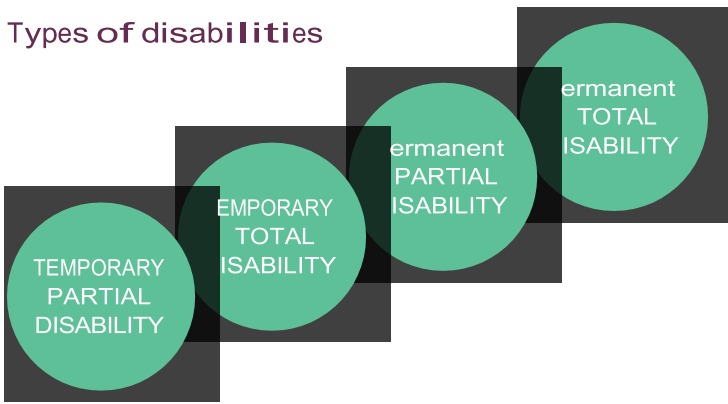 Types of disabilities
TEMPORARY
PARTIAL
DISABILITY
EMPORARY
TOTAL
ISABILITY
ermanent
PARTIAL
ISABILITY
ermanent
TOTAL
ISABILITY